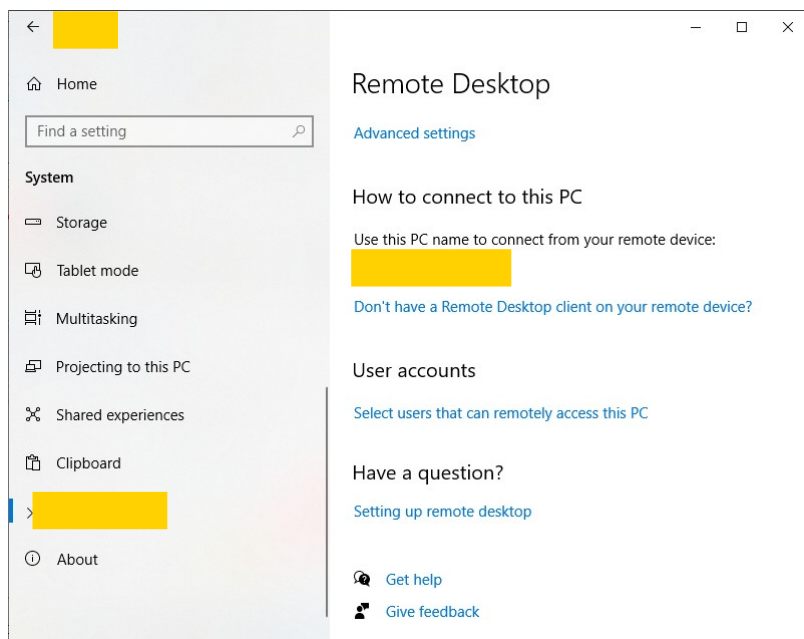 Home
Find a setting
System
Storage
Tablet mode
Multitasking
Projecting to this PC
Shared experiences
Clipboard
About
Remote Desktop
Advanced settings
How to connect to this PC
Use this PC name to connect from your remote device:
Don't have a Remote Desktop client on your remote device?
User accounts
Select users that can remotely access this PC
Have a question?
Setting up remote desktop
Get help
Give feedback